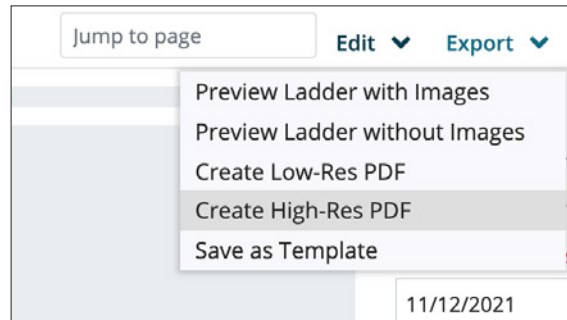 Jump to page Edit Export
Preview Ladder with Images
Preview Ladder without Images
Create Low-Res PDF
Create High-Res PDF
Save as Template
11/12/2021